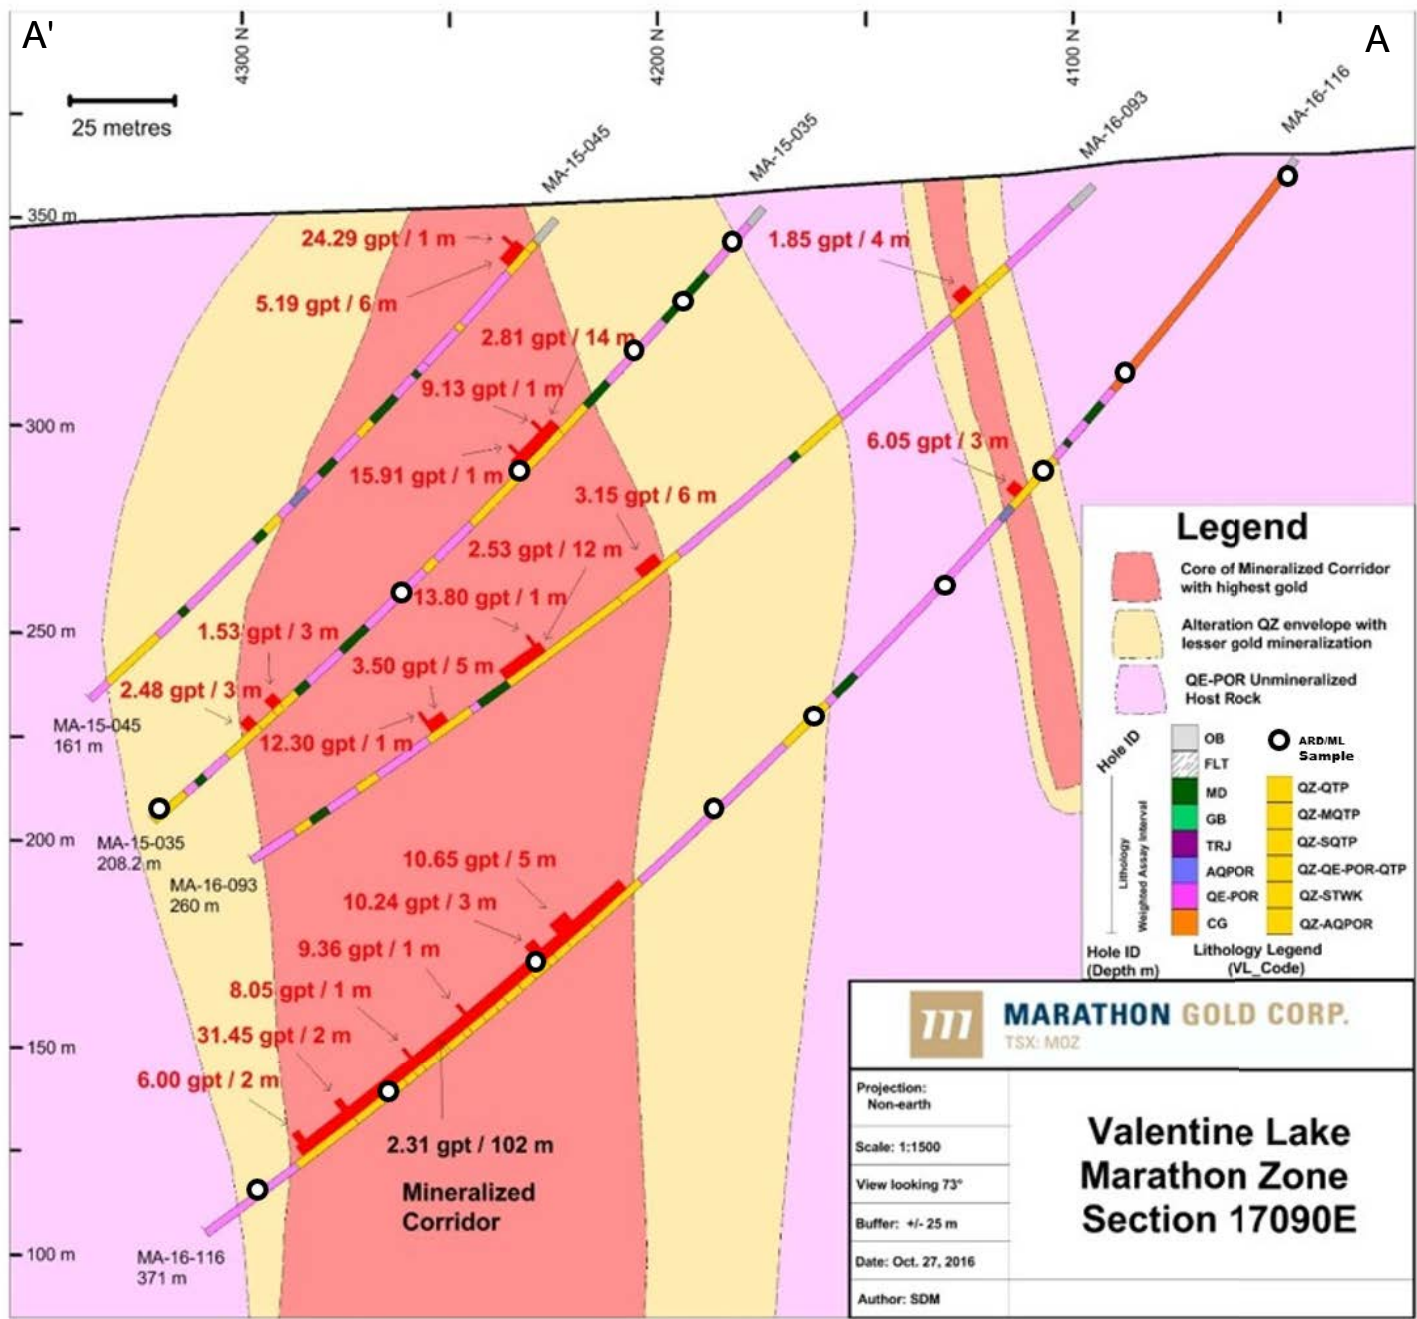 A'
A
4300 N
4200 N
4100 N
25 metres
MA-15-045
MA-15-035
MA-16-093
MA-16-116
350 m
300 m
250 m
200 m
150 m
100 m
24.29 gpt / 1 m
5.19 gpt / 6 m
2.81 gpt / 14 m
9.13 gpt / 1 m
15.91 gpt / 1 m
1.85 gpt / 4 m
6.05 gpt / 3 m
3.15 gpt / 6 m
2.53 gpt / 12 m
13.80 gpt / 1 m
1.53 gpt / 3 m
3.50 gpt / 5 m
2.48 gpt / 3 m
12.30 gpt / 1 m
MA-15-045
161 m
MA-15-035
208.2 m
MA-16-093
260 m
10.65 gpt / 5 m
10.24 gpt / 3 m
9.36 gpt / 1 m
8.05 gpt / 1 m
31.45 gpt / 2 m
6.00 gpt / 2 m
2.31 gpt / 102 m
Mineralized
Corridor
MA-16-116
371 m
Legend
Core of Mineralized Corridor
with highest gold
Alteration QZ envelope with
lesser gold mineralization
QE-POR Unmineralized
Host Rock
Hole ID
Lithology
Weighted Assay Interval
Hole ID
(Depth m)
OB
FLT
MD
GB
TRJ
AQPOR
QE-POR
CG
ARD/ML
Sample
QZ-QTP
QZ-MQTP
QZ-SQTP
QZ-QE-POR-QTP
QZ-STWK
QZ-AQPOR
Lithology Legend
(VL_Code)
m
MARATHON GOLD CORP.
TSX: MOZ
Projection:
Non-earth
Scale: 1:1500
View looking 73°
Buffer: +/- 25 m
Date: Oct. 27, 2016
Author: SDM
Valentine Lake
Marathon Zone
Section 17090E